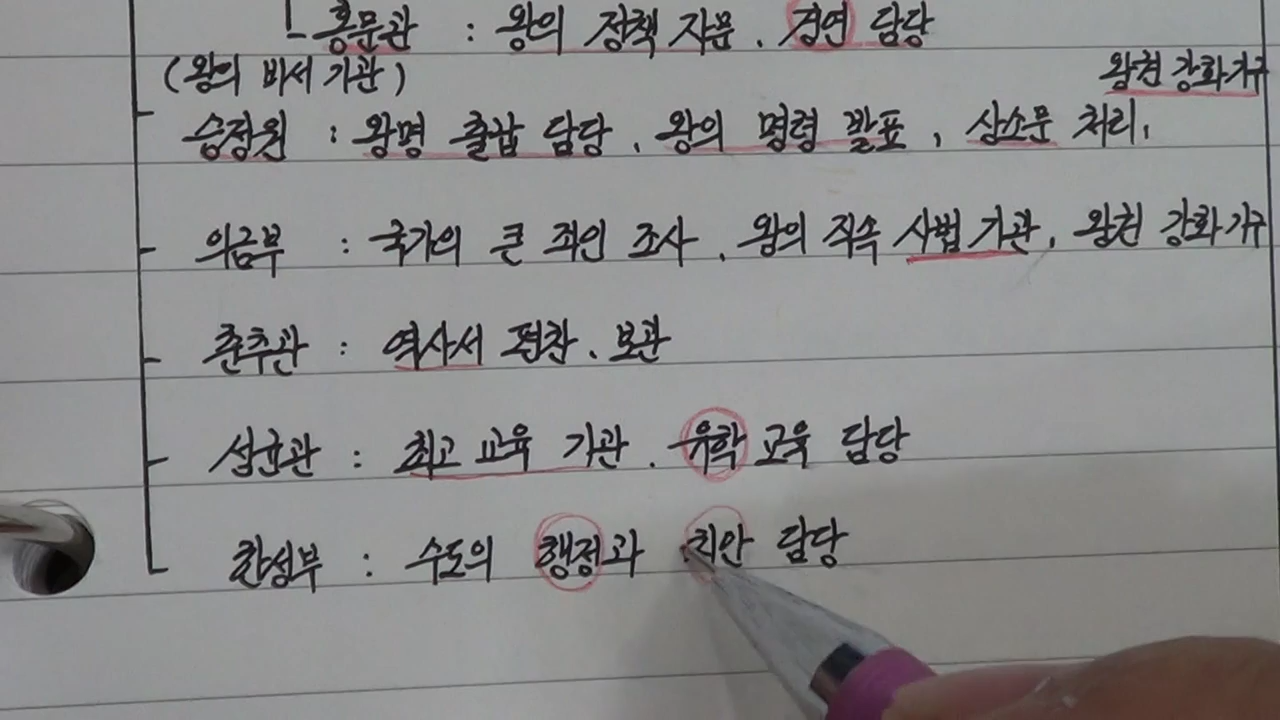 홍문관 : 왕의 정책 자문. 경연 담당
(왕의 비서 기관) 왕권 강화기구
승정원 : 왕명 출납 담당. 왕의 명령 발표, 상소문 처리.
의금부 : 국가의 큰 죄인 조사. 왕의 직속 사법 기관. 왕권 강화 기구
춘추관 : 역사서 편찬. 보관
성균관 : 최고 교육 기관. 유학 교육 담당
한성부 : 수도의 행정과 치안 담당